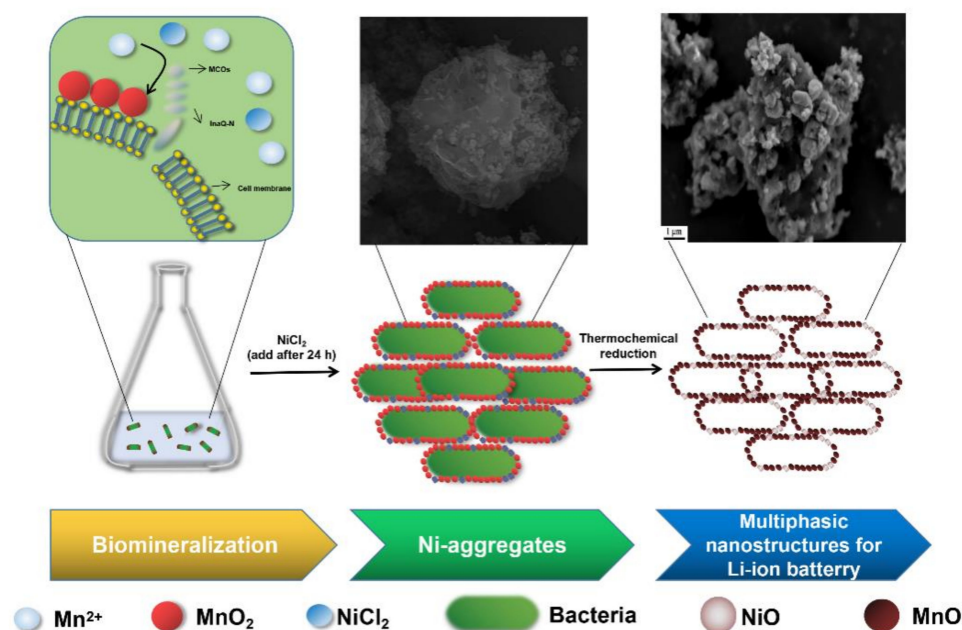 MCOs
InaQ-N
Cell membrane
1 μm
NiCl₂
(add after 24 h)
Thermochemical
reduction
Biomineralization
Ni-aggregates
Multiphasic
nanostructures for
Li-ion batterry
Mn²⁺
MnO₂
NiCl₂
Bacteria
NiO
MnO